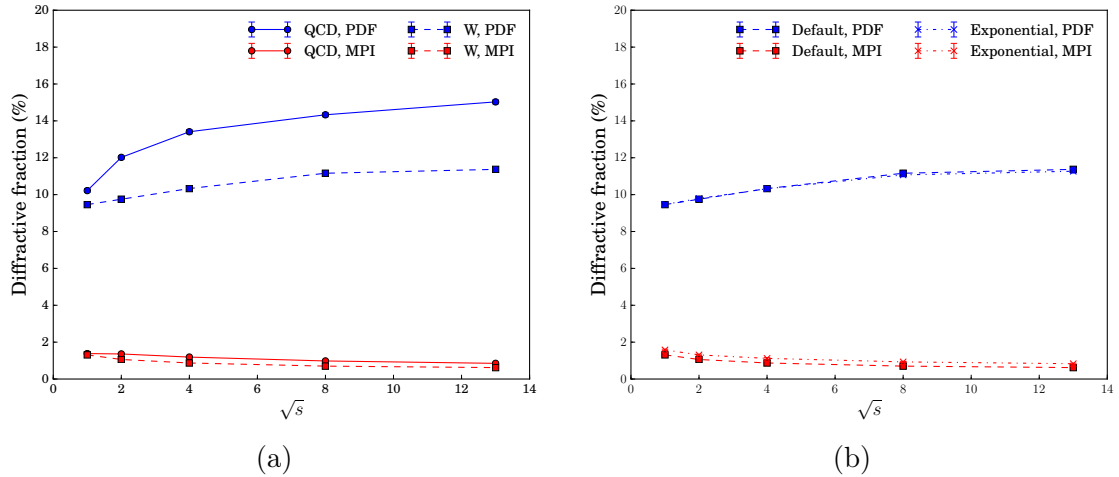 QCD, PDF
QCD, MPI
W, PDF
W, MPI
Diffractive fraction (%)
20
18
16
14
12
10
8
6
4
2
0
0 2 4 6 8 10 12 14
√s
(a)
Default, PDF
Default, MPI
Exponential, PDF
Exponential, MPI
Diffractive fraction (%)
20
18
16
14
12
10
8
6
4
2
0
0 2 4 6 8 10 12 14
√s
(b)